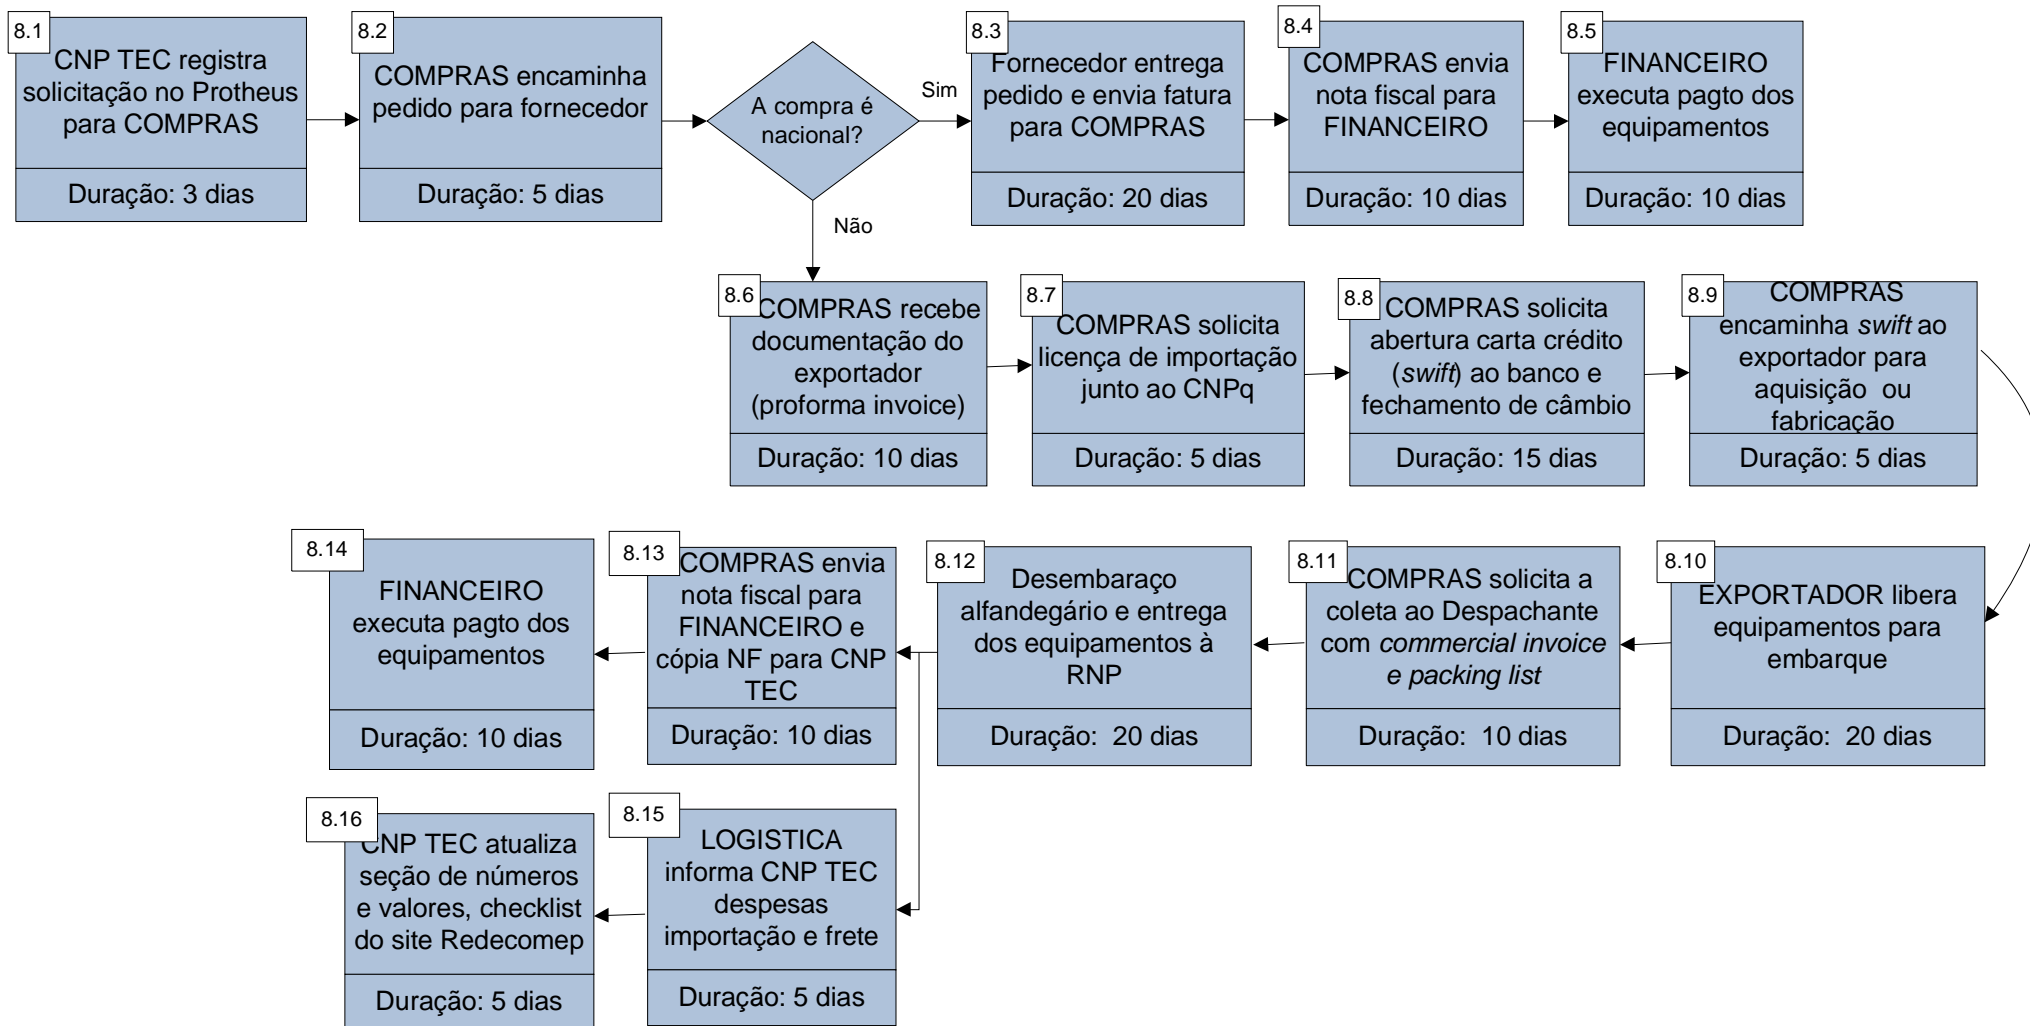 8.1
CNP TEC registra
solicitação no Protheus
para COMPRAS
Duração: 3 dias
8.2
COMPRAS encaminha
pedido para fornecedor
Duração: 5 dias
A compra é
nacional?
Sim
Não
8.3
Fornecedor entrega
pedido e envia fatura
para COMPRAS
Duração: 20 dias
8.4
COMPRAS envia
nota fiscal para
FINANCEIRO
Duração: 10 dias
8.5
FINANCEIRO
executa pagto dos
equipamentos
Duração: 10 dias
8.6
COMPRAS recebe
documentação do
exportador
(proforma invoice)
Duração: 10 dias
8.7
COMPRAS solicita
licença de importação
junto ao CNPq
Duração: 5 dias
8.8
COMPRAS solicita
abertura carta crédito
(swift) ao banco e
fechamento de câmbio
Duração: 15 dias
8.9
COMPRAS
encaminha swift ao
exportador para
aquisição ou
fabricação
Duração: 5 dias
8.10
EXPORTADOR libera
equipamentos para
embarque
Duração: 20 dias
8.11
COMPRAS solicita a
coleta ao Despachante
com commercial invoice
e packing list
Duração: 10 dias
8.12
Desembaraço
alfandegário e entrega
dos equipamentos à
RNP
Duração: 20 dias
8.13
COMPRAS envia
nota fiscal para
FINANCEIRO e
cópia NF para CNP
TEC
Duração: 10 dias
8.14
FINANCEIRO
executa pagto dos
equipamentos
Duração: 10 dias
8.15
LOGISTICA
informa CNP TEC
despesas
importação e frete
Duração: 5 dias
8.16
CNP TEC atualiza
seção de números
e valores, checklist
do site Redecomep
Duração: 5 dias